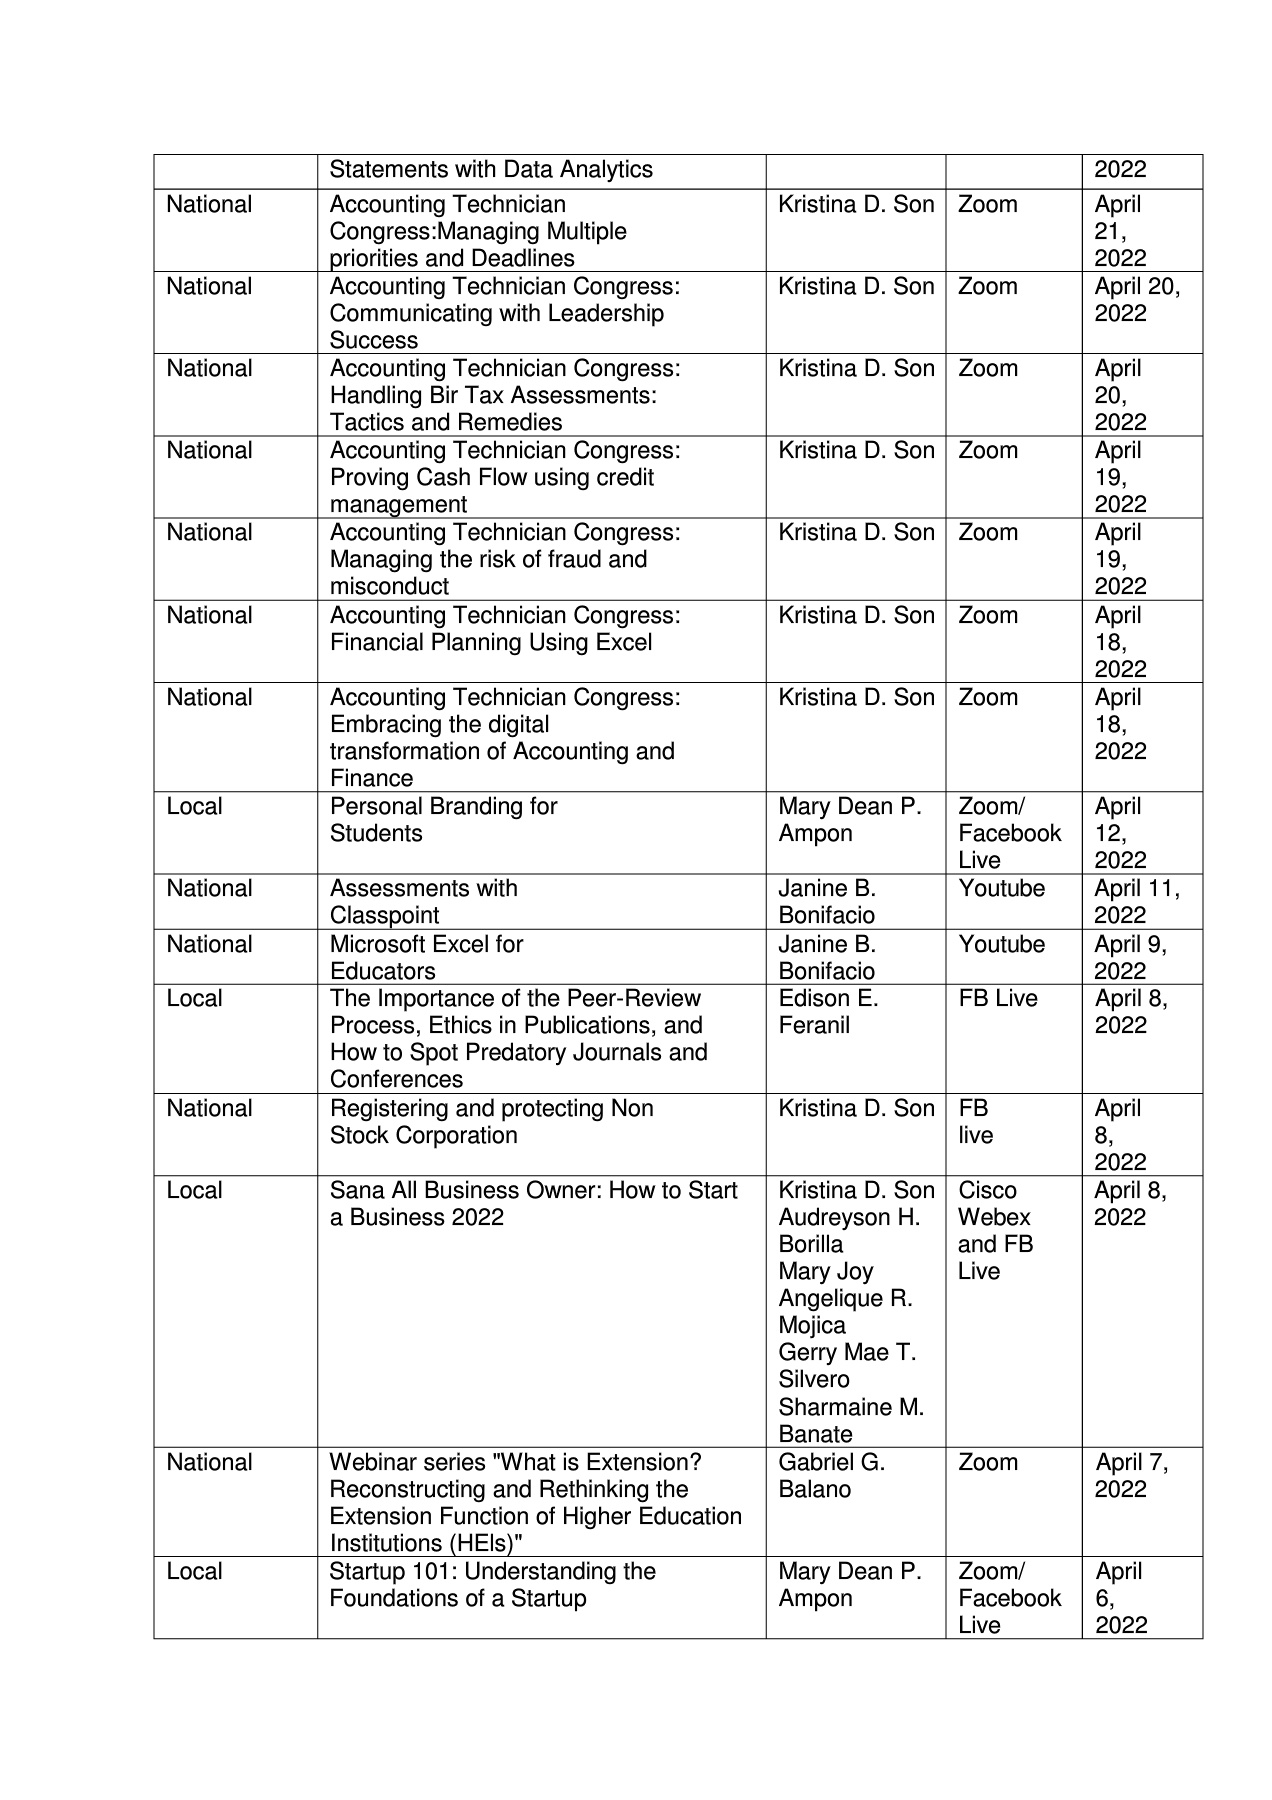 Statements with Data Analytics 2022
National Accounting Technician Kristina D. Son Zoom April
Congress:Managing Multiple 21,
priorities and Deadlines 2022
National Accounting Technician Congress: Kristina D. Son Zoom April 20,
Communicating with Leadership 2022
Success
National Accounting Technician Congress: Kristina D. Son Zoom April
Handling Bir Tax Assessments: 20,
Tactics and Remedies 2022
National Accounting Technician Congress: Kristina D. Son Zoom April
Proving Cash Flow using credit 19,
management 2022
National Accounting Technician Congress: Kristina D. Son Zoom April
Managing the risk of fraud and 19,
misconduct 2022
National Accounting Technician Congress: Kristina D. Son Zoom April
Financial Planning Using Excel 18,
2022
National Accounting Technician Congress: Kristina D. Son Zoom April
Embracing the digital 18,
transformation of Accounting and 2022
Finance
Local Personal Branding for Mary Dean P. Zoom/ April
Students Ampon Facebook 12,
Live 2022
National Assessments with Janine B. Youtube April 11,
Classpoint Bonifacio 2022
National Microsoft Excel for Janine B. Youtube April 9,
Educators Bonifacio 2022
Local The Importance of the Peer-Review Edison E. FB Live April 8,
Process, Ethics in Publications, and Feranil 2022
How to Spot Predatory Journals and
Conferences
National Registering and protecting Non Kristina D. Son FB April
Stock Corporation live 8,
2022
Local Sana All Business Owner: How to Start Kristina D. Son Cisco April 8,
a Business 2022 Audreyson H. Webex 2022
Borilla and FB
Mary Joy Live
Angelique R.
Mojica
Gerry Mae T.
Silvero
Sharmaine M.
Banate
National Webinar series "What is Extension? Gabriel G. Zoom April 7,
Reconstructing and Rethinking the Balano 2022
Extension Function of Higher Education
Institutions (HEIs)"
Local Startup 101: Understanding the Mary Dean P. Zoom/ April
Foundations of a Startup Ampon Facebook 6,
Live 2022